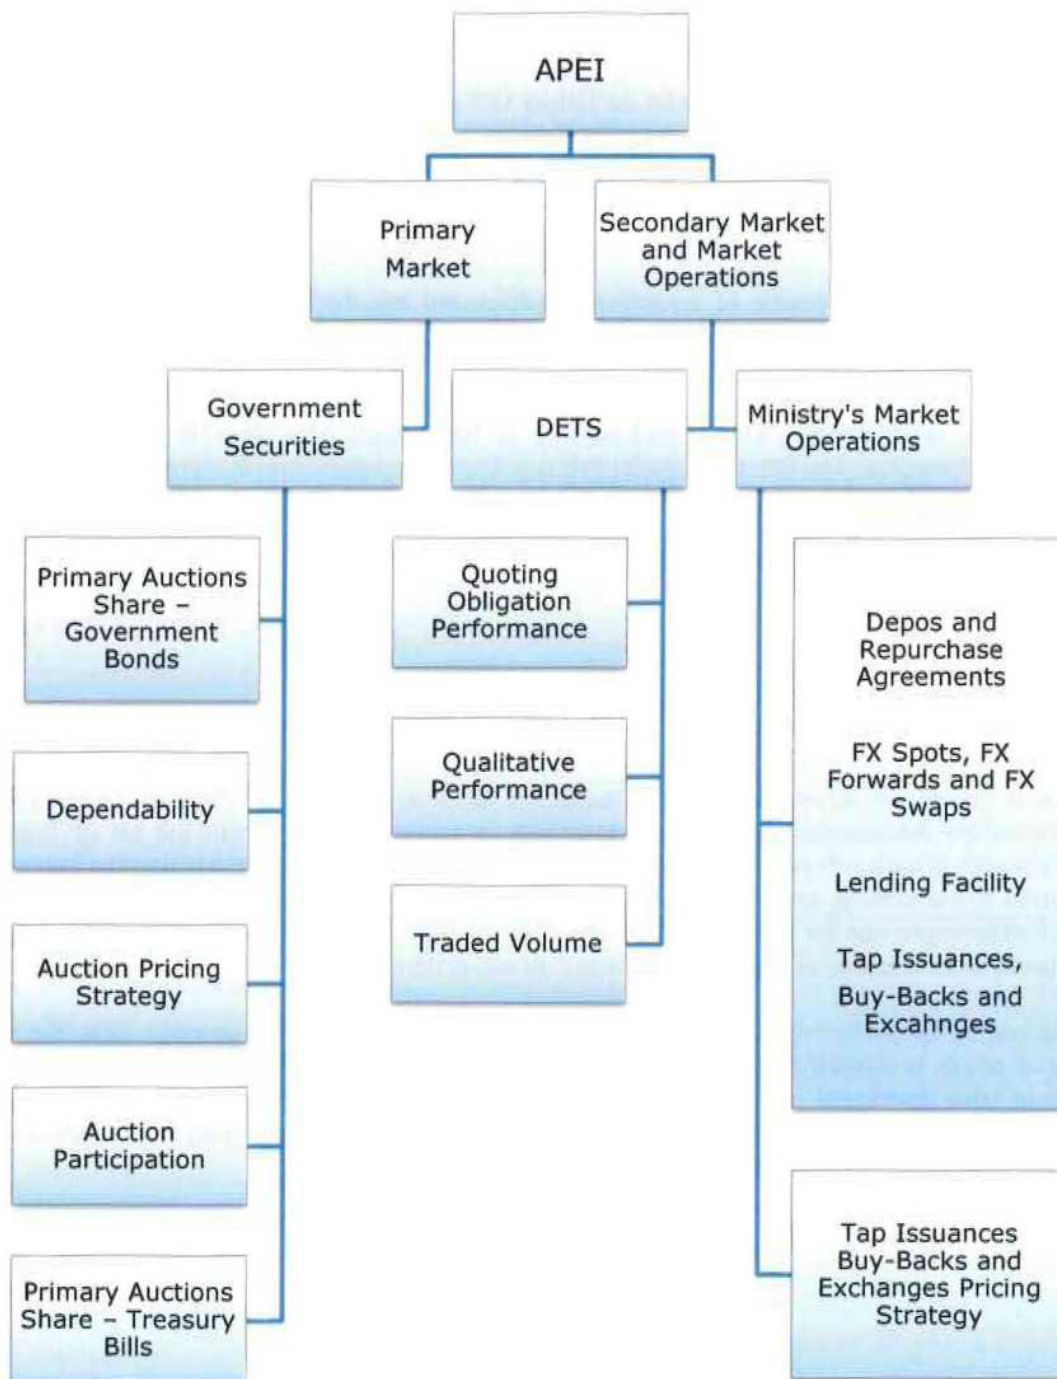 APEI
Primary
Market
Secondary Market
and Market
Operations
Government
Securities
DETS
Ministry's Market
Operations
Primary Auctions
Share –
Government
Bonds
Dependability
Auction Pricing
Strategy
Auction
Participation
Primary Auctions
Share – Treasury
Bills
Quoting
Obligation
Performance
Qualitative
Performance
Traded Volume
Depos and
Repurchase
Agreements
FX Spots, FX
Forwards and FX
Swaps
Lending Facility
Tap Issuances,
Buy-Backs and
Excahnges
Tap Issuances
Buy-Backs and
Exchanges Pricing
Strategy